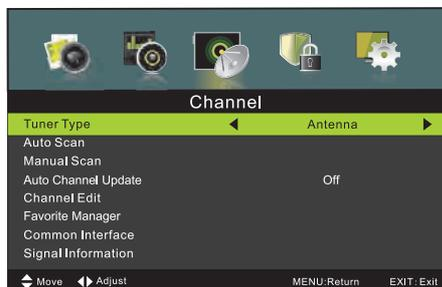 Channel
Tuner Type Antenna
Auto Scan
Manual Scan
Auto Channel Update Off
Channel Edit
Favorite Manager
Common Interface
Signal Information
Move Adjust MENU:Return EXIT:Exit